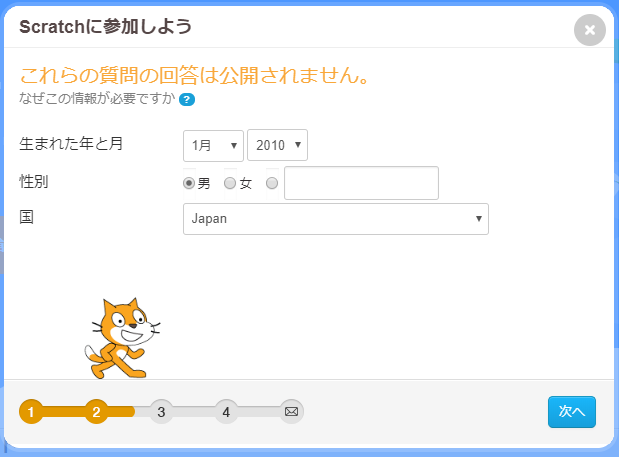 Scratchに参加しよう
これらの質問の回答は公開されません。
なぜこの情報が必要ですか ?
生まれた年と月 1月 2010
性別 男 女
国 Japan
1 2 3 4 次へ